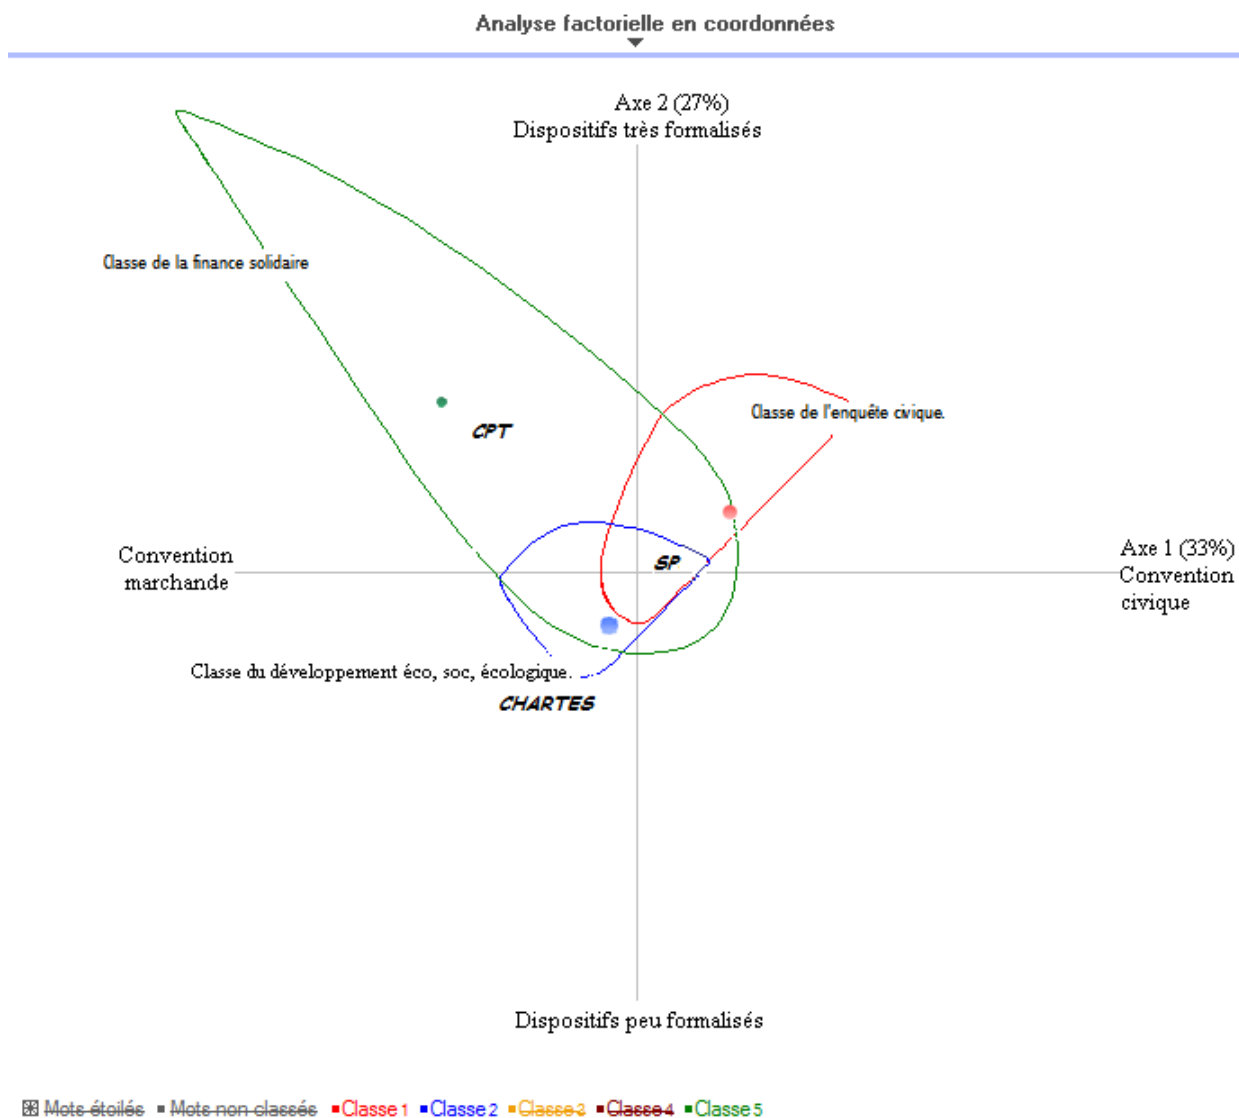 Analyse factorielle en coordonnées
Axe 2 (27%)
Dispositifs très formalisés
Classe de la finance solidaire
Classe de l'enquête civique.
CPT
Convention
marchande
SP
Axe 1 (33%)
Convention
civique
Classe du développement éco, soc, écologique.
CHARTES
Dispositifs peu formalisés
Mots étoilés Mots non classés Classe 1 Classe 2 Classe 3 Classe 4 Classe 5